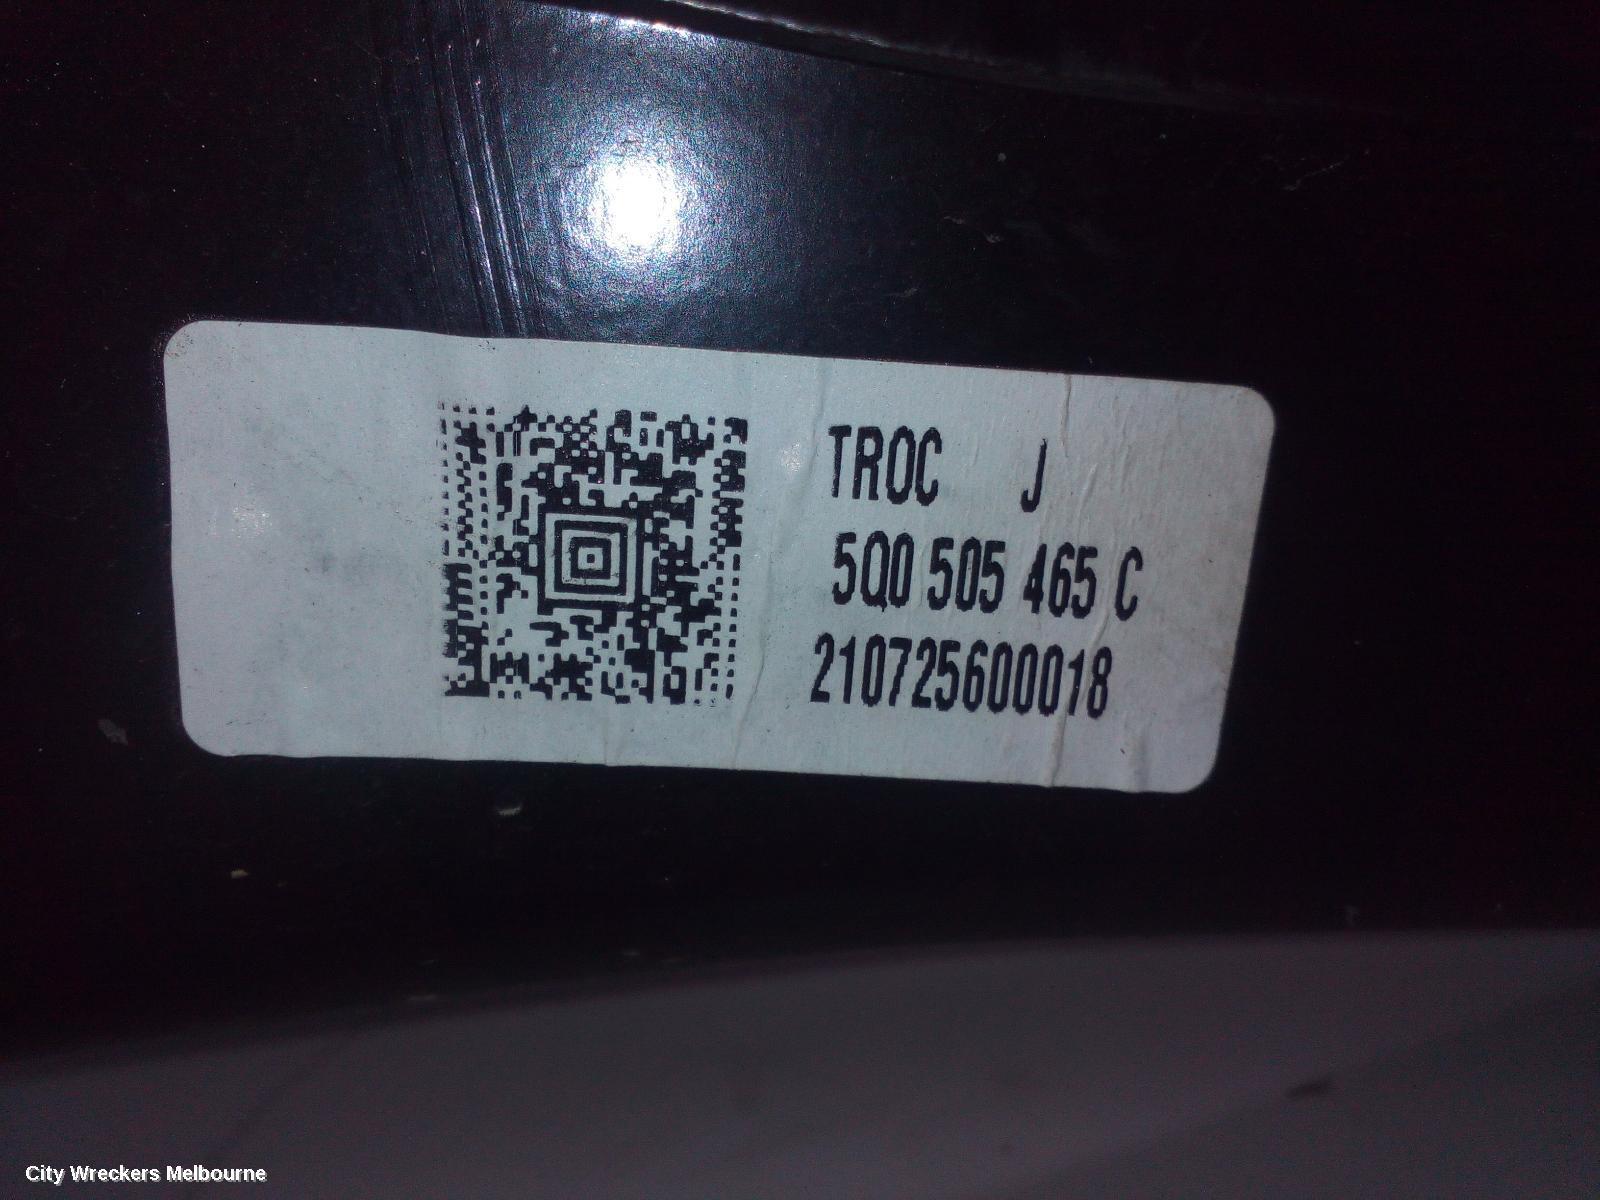 TROC J
5Q0 505 465 C
210725600018
City Wreckers Melbourne